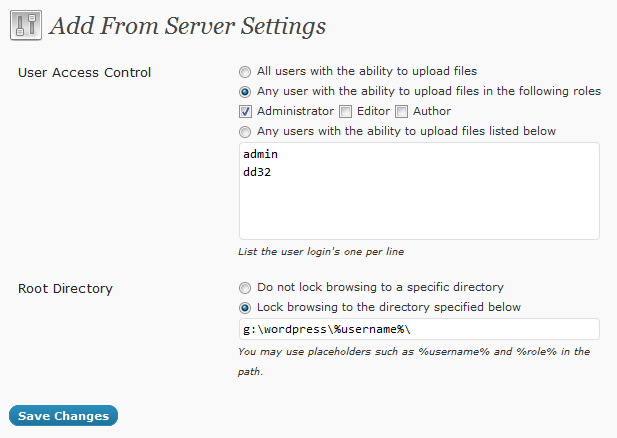 Add From Server Settings
User Access Control
All users with the ability to upload files
Any user with the ability to upload files in the following roles
Administrator Editor Author
Any users with the ability to upload files listed below
admin
dd32
List the user login's one per line
Root Directory
Do not lock browsing to a specific directory
Lock browsing to the directory specified below
g:\wordpress\%username%\
You may use placeholders such as %username% and %role% in the
path.
Save Changes